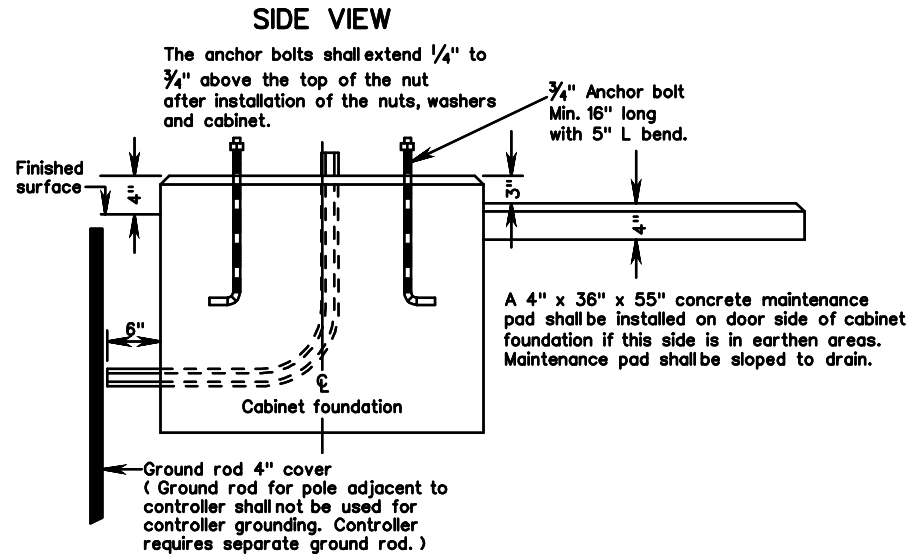 SIDE VIEW
The anchor bolts shall extend 1/4" to
3/4" above the top of the nut
after installation of the nuts, washers
and cabinet.
3/4" Anchor bolt
Min. 16" long
with 5" L bend.
Finished
surface
4"
3"
4"
A 4" x 36" x 55" concrete maintenance
pad shall be installed on door side of cabinet
foundation if this side is in earthen areas.
Maintenance pad shall be sloped to drain.
6"
℄
Cabinet foundation
Ground rod 4" cover
( Ground rod for pole adjacent to
controller shall not be used for
controller grounding. Controller
requires separate ground rod. )